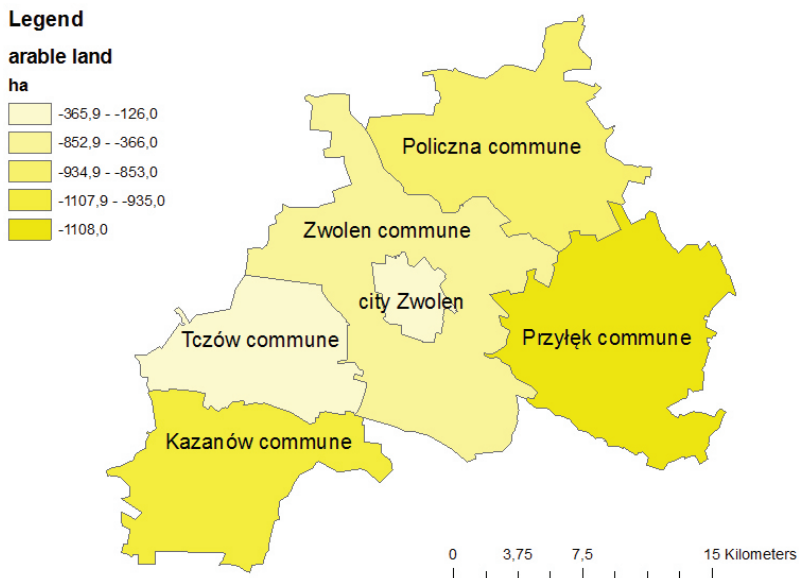 Legend
arable land
ha
-365,9 - -126,0
-852,9 - -366,0
-934,9 - -853,0
-1107,9 - -935,0
-1108,0
Policzna commune
Zwolen commune
city Zwolen
Tczów commune
Przyłęk commune
Kazanów commune
0 3,75 7,5 15 Kilometers